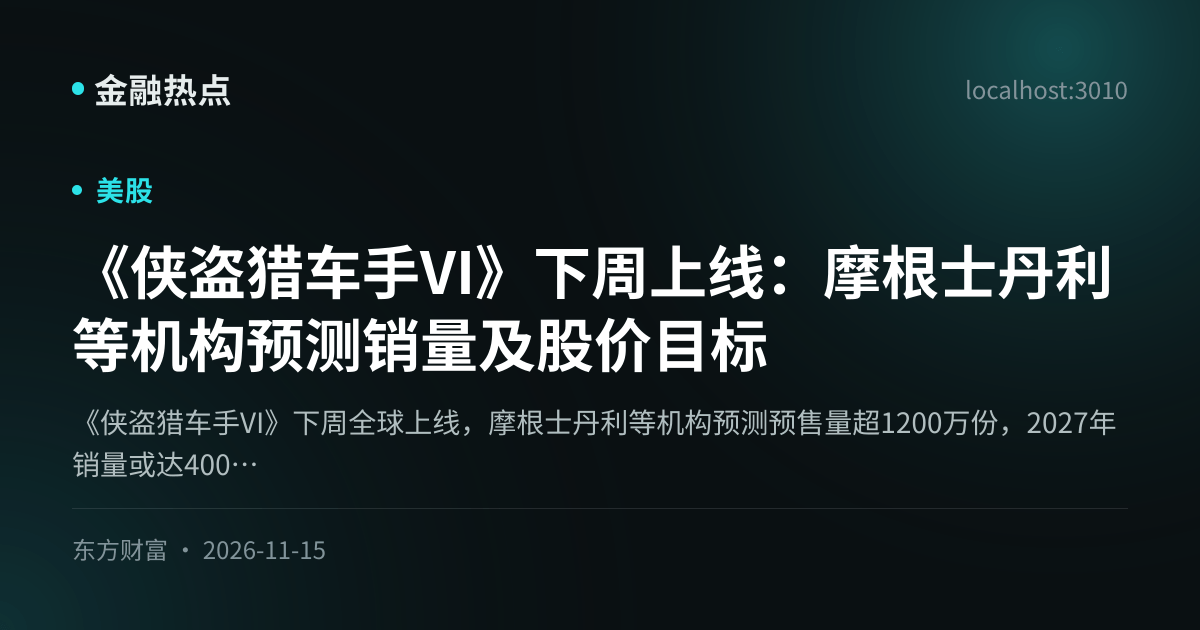 金融热点
localhost:3010
美股
《侠盗猎车手VI》下周上线：摩根士丹利
等机构预测销量及股价目标
《侠盗猎车手VI》下周全球上线，摩根士丹利等机构预测预售量超1200万份，2027年
销量或达400…
东方财富 • 2026-11-15